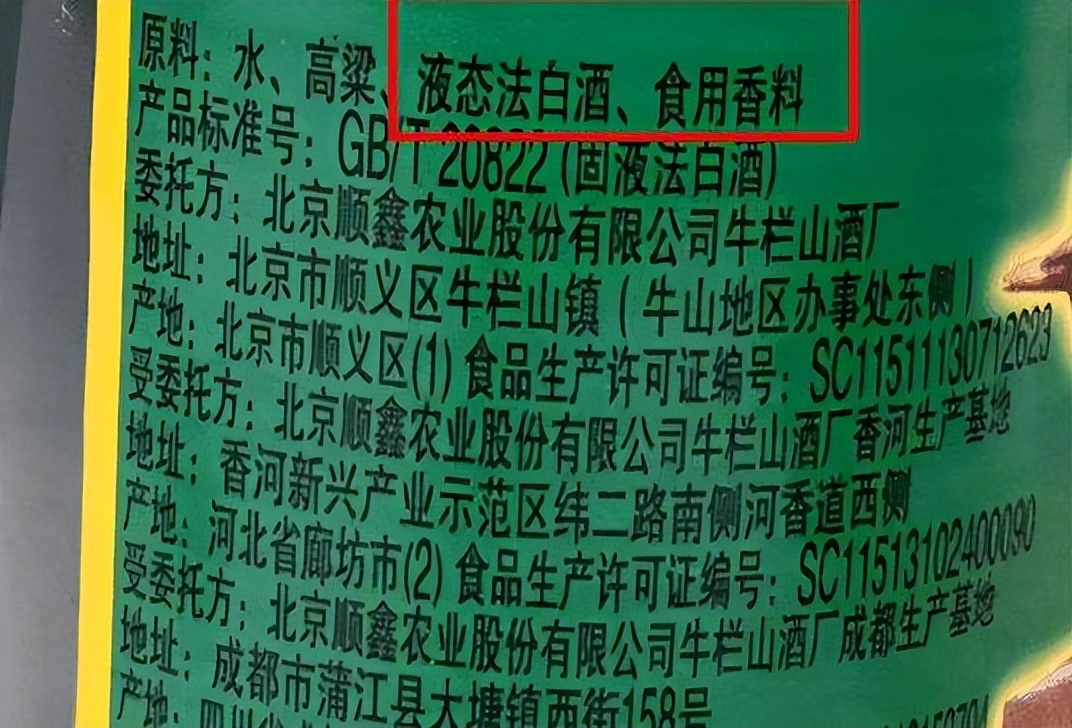 原料：水、高粱、液态法白酒、食用香料
产品标准号：GB/T 20822（固液法白酒）
委托方：北京顺鑫农业股份有限公司牛栏山酒厂
地址：北京市顺义区牛栏山镇（牛山地区办事处东侧）
产地：北京市顺义区(1) 食品生产许可证编号：SC11511130712623
受委托方：北京顺鑫农业股份有限公司牛栏山酒厂香河生产基地
地址：香河新兴产业示范区纬二路南侧河香道西侧
产地：河北省廊坊市(2) 食品生产许可证编号：SC11513102400090
受委托方：北京顺鑫农业股份有限公司牛栏山酒厂成都生产基地
地址：成都市蒲江县大塘镇西街158号
产地：四川省